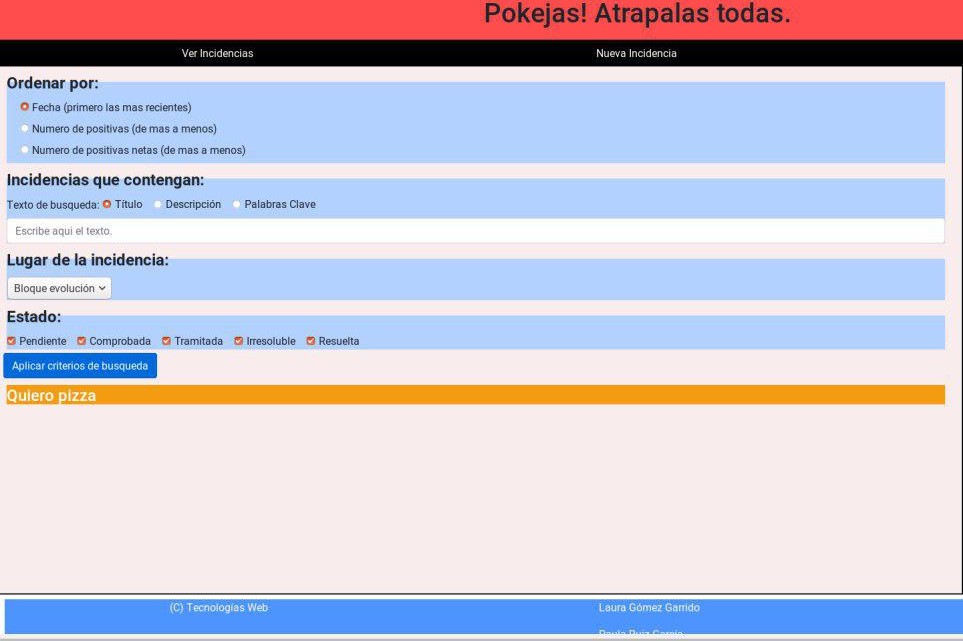 Pokejas! Atrapalas todas.
Ver Incidencias Nueva Incidencia
Ordenar por:
Fecha (primero las mas recientes)
Numero de positivas (de mas a menos)
Numero de positivas netas (de mas a menos)
Incidencias que contengan:
Texto de busqueda: Título Descripción Palabras Clave
Escribe aqui el texto.
Lugar de la incidencia:
Bloque evolución
Estado:
Pendiente Comprobada Tramitada Irresoluble Resuelta
Aplicar criterios de busqueda
Quiero pizza
(C) Tecnologias Web Laura Gómez Garrido
Paula Ruiz García